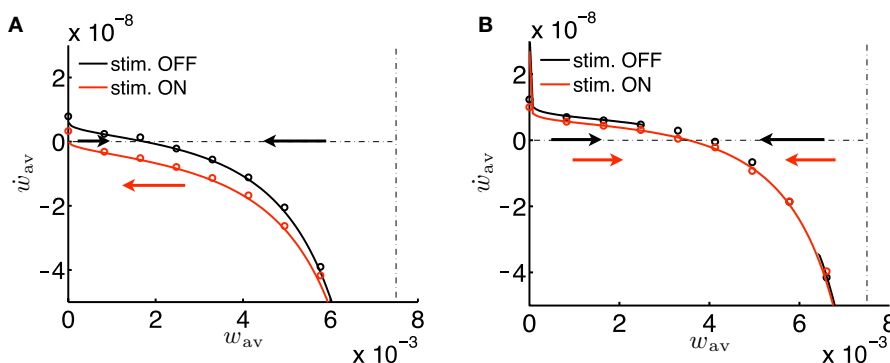 A
x 10⁻⁸
stim. OFF
stim. ON
2
0
−2
−4
ẇav
0
2
4
6
8
wav
x 10⁻³
B
x 10⁻⁸
stim. OFF
stim. ON
2
0
−2
−4
ẇav
0
2
4
6
8
wav
x 10⁻³